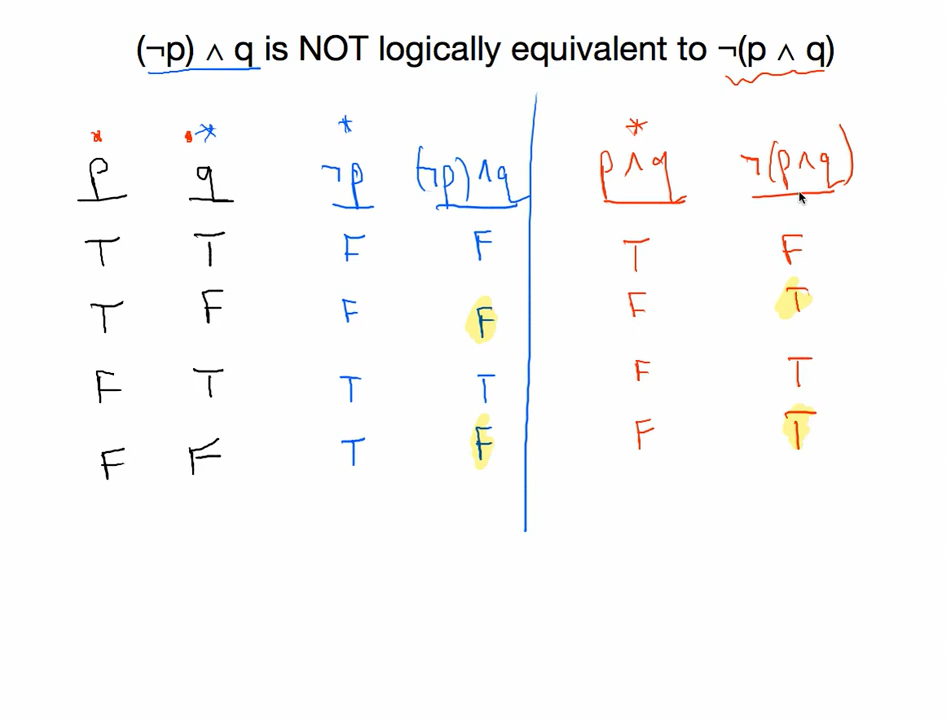 (¬p) ∧ q is NOT logically equivalent to ¬(p ∧ q)
* * * *
p q ¬p (¬p)∧q p∧q ¬(p∧q)
T T F F T F
T F F F F T
F T T T F T
F F T F F T